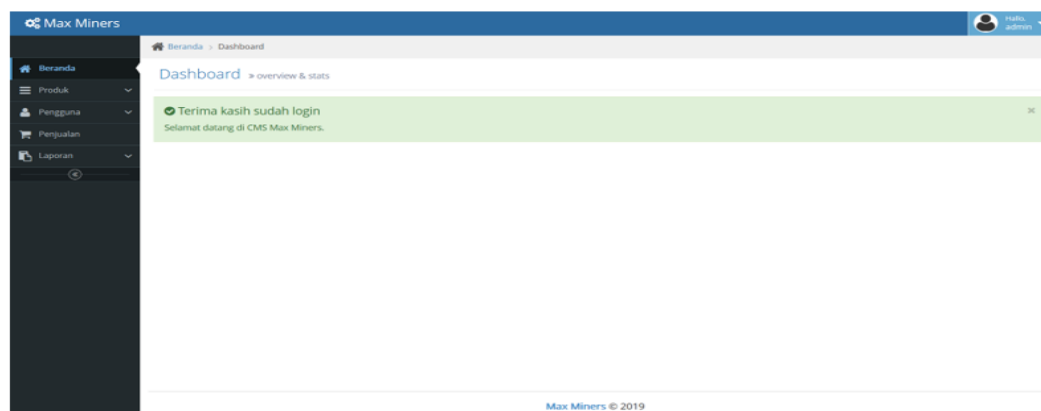 Max Miners
Hallo,
admin
Beranda > Dashboard
Beranda
Produk
Pengguna
Penjualan
Laporan
Dashboard » overview & stats
Terima kasih sudah login
Selamat datang di CMS Max Miners.
Max Miners © 2019